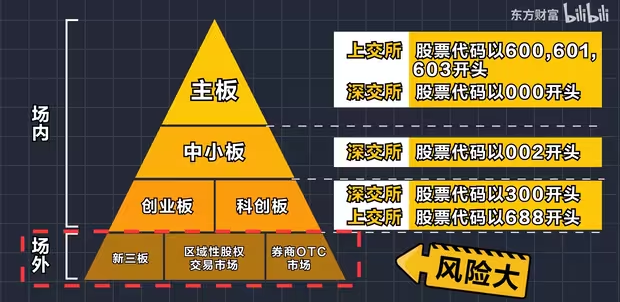 东方财富 bilibili
场内
主板
上交所 股票代码以600,601,
603开头
深交所 股票代码以000开头
中小板
深交所 股票代码以002开头
创业板 科创板
深交所 股票代码以300开头
上交所 股票代码以688开头
场外
新三板
区域性股权
交易市场
券商OTC
市场
风险大